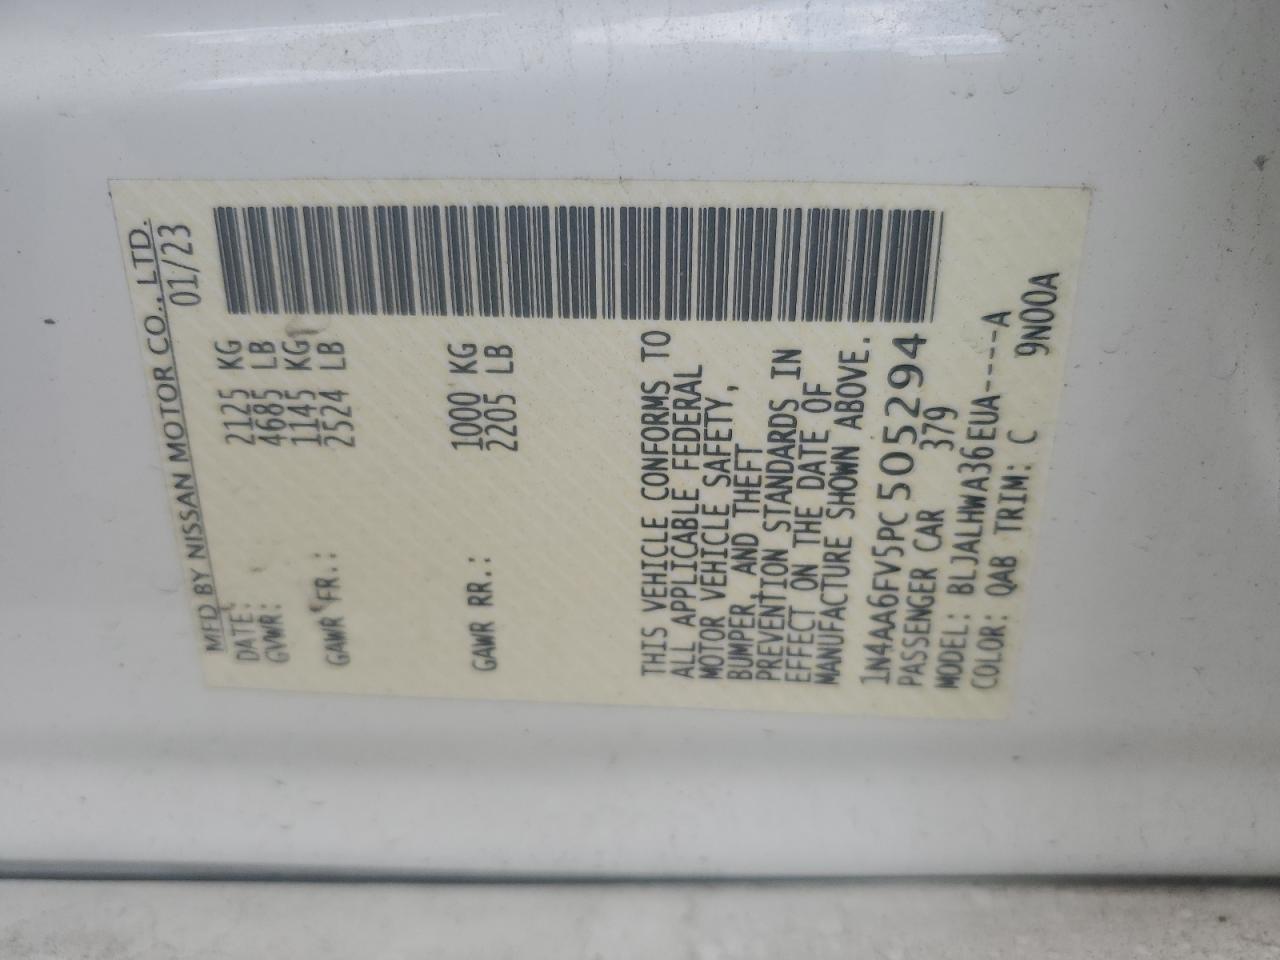 MFD BY NISSAN MOTOR CO., LTD.
DATE: 01/23
GVWR: 2125 KG
4685 LB
GAWR FR.: 1145 KG
2524 LB
GAWR RR.: 1000 KG
2205 LB
THIS VEHICLE CONFORMS TO
ALL APPLICABLE FEDERAL
MOTOR VEHICLE SAFETY,
BUMPER, AND THEFT
PREVENTION STANDARDS IN
EFFECT ON THE DATE OF
MANUFACTURE SHOWN ABOVE.
1N4AA6FV5PC505294
PASSENGER CAR 379
MODEL: BLJALHWA36EUA----A
COLOR: QAB TRIM: C 9N00A